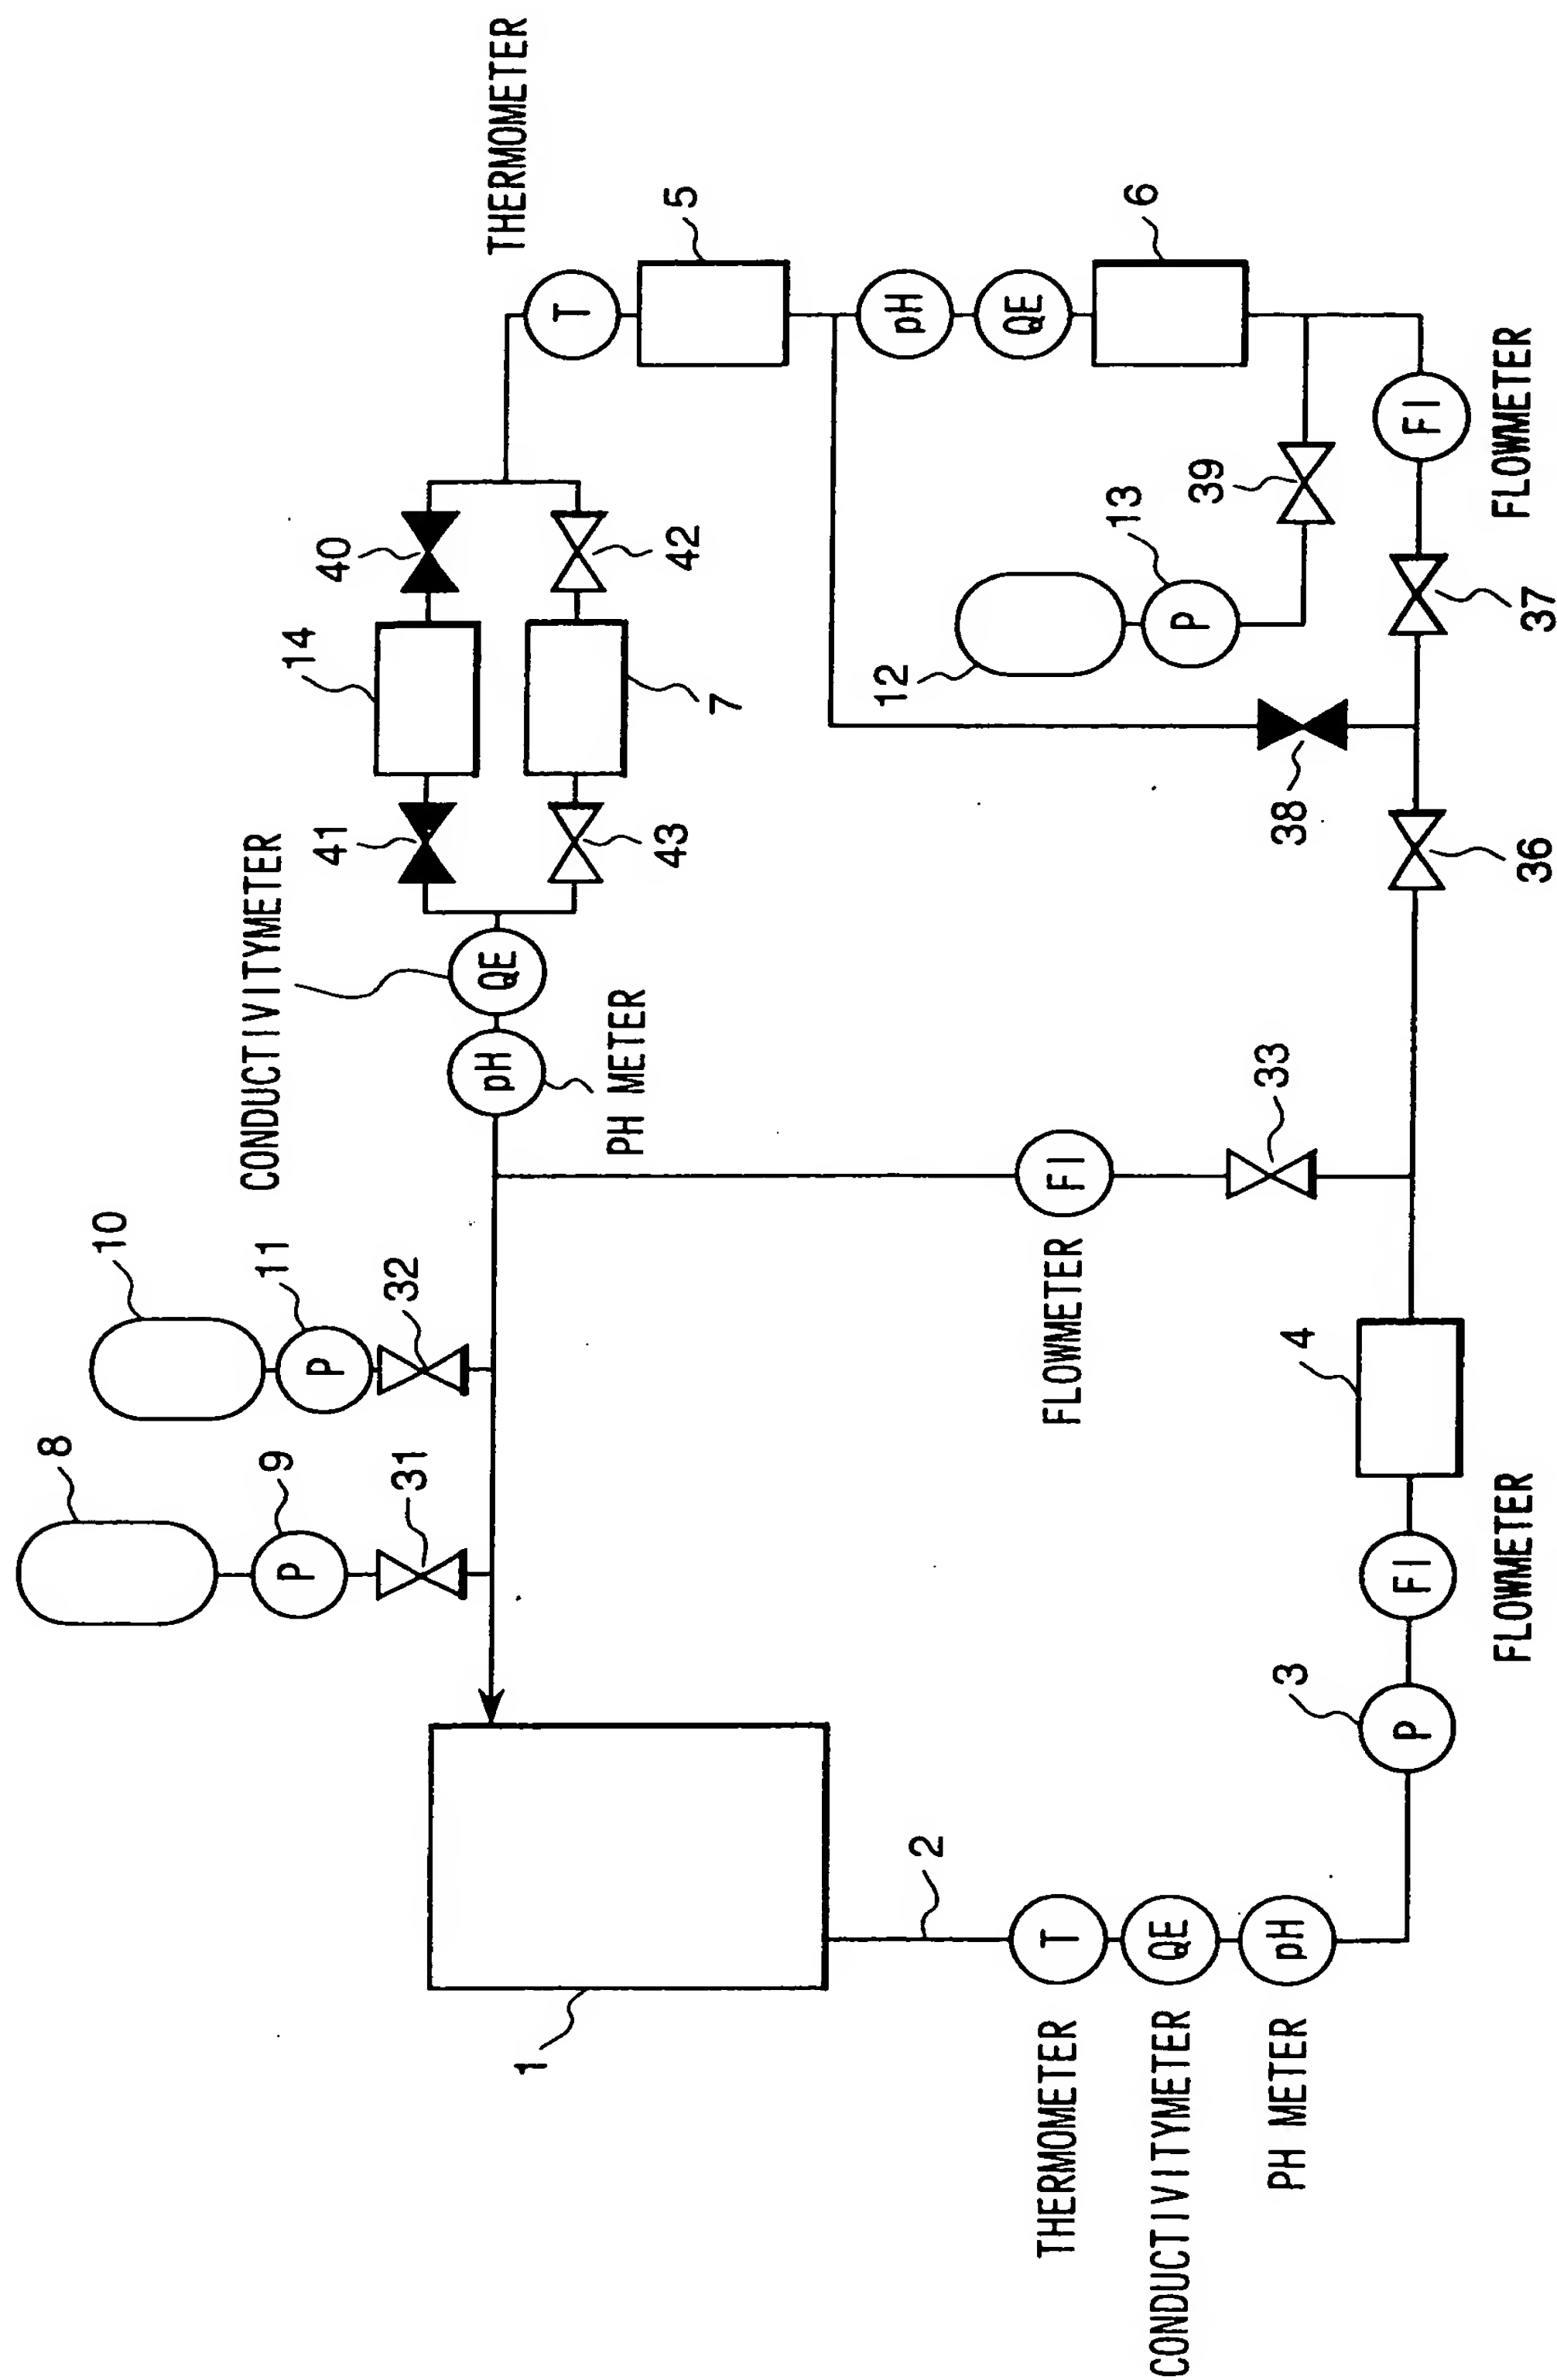 8
10
CONDUCTIVITYMETER
9
11
P
P
14
41
40
31
32
pH
QE
THERMOMETER
1
T
PH METER
43
42
5
7
12
pH
2
QE
THERMOMETER
T
FLOWMETER
FI
13
6
CONDUCTIVITYMETER
QE
P
39
33
PH METER
pH
3
4
38
P
FI
FI
FLOWMETER
FLOWMETER
36
37